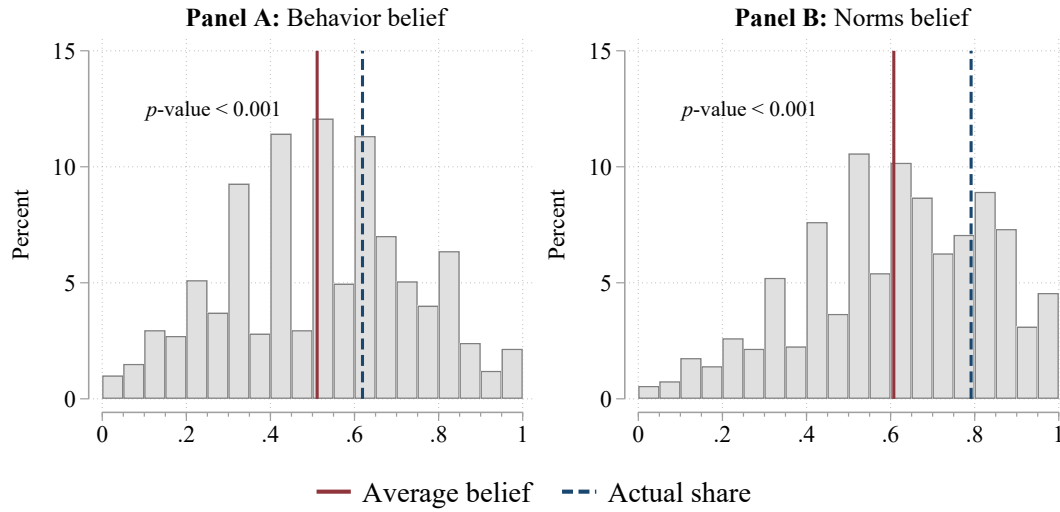 Panel A: Behavior belief
15
10
5
0
Percent
p-value < 0.001
0 .2 .4 .6 .8 1
Panel B: Norms belief
15
10
5
0
Percent
p-value < 0.001
0 .2 .4 .6 .8 1
Average belief Actual share